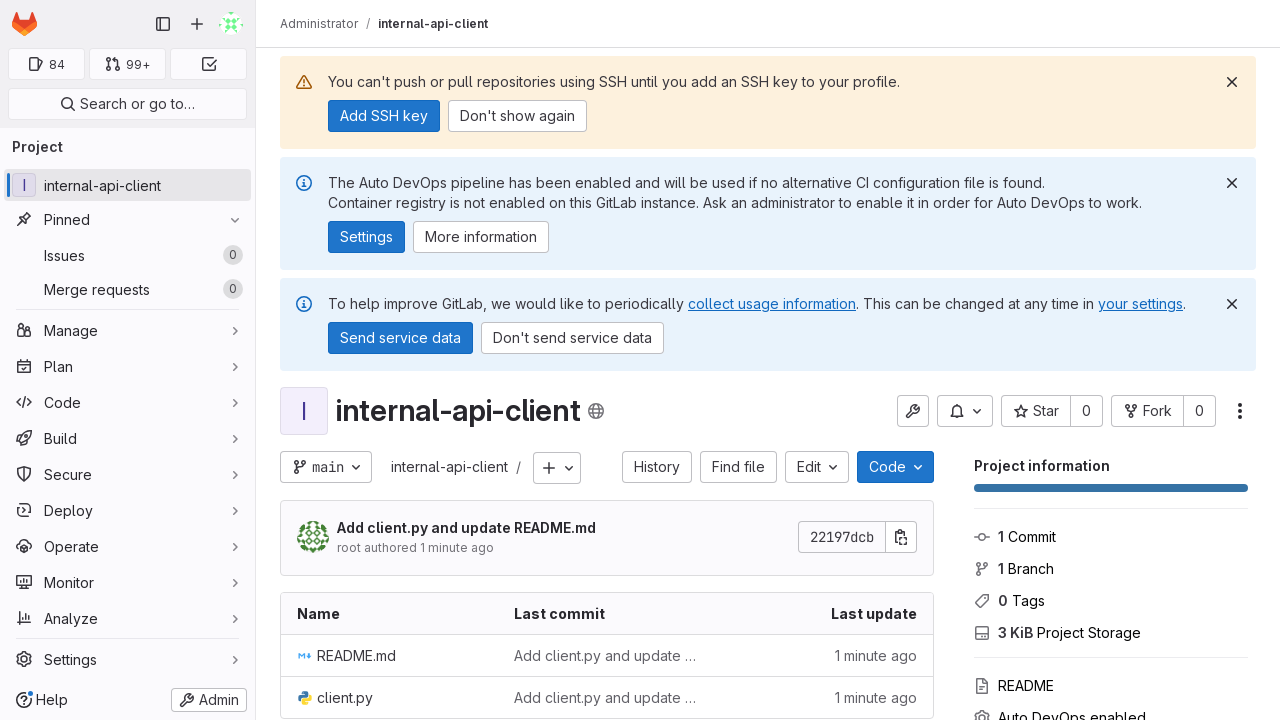 Administrator / internal-api-client
84
99+
Search or go to…
Project
I internal-api-client
Pinned
Issues 0
Merge requests 0
Manage
Plan
Code
Build
Secure
Deploy
Operate
Monitor
Analyze
Settings
Help
Admin
You can't push or pull repositories using SSH until you add an SSH key to your profile.
Add SSH key Don't show again
The Auto DevOps pipeline has been enabled and will be used if no alternative CI configuration file is found.
Container registry is not enabled on this GitLab instance. Ask an administrator to enable it in order for Auto DevOps to work.
Settings More information
To help improve GitLab, we would like to periodically collect usage information. This can be changed at any time in your settings.
Send service data Don't send service data
I internal-api-client
Star 0 Fork 0
main internal-api-client / History Find file Edit Code
Add client.py and update README.md
root authored 1 minute ago
22197dcb
Name Last commit Last update
README.md Add client.py and update … 1 minute ago
client.py Add client.py and update … 1 minute ago
Project information
1 Commit
1 Branch
0 Tags
3 KiB Project Storage
README
Auto DevOps enabled